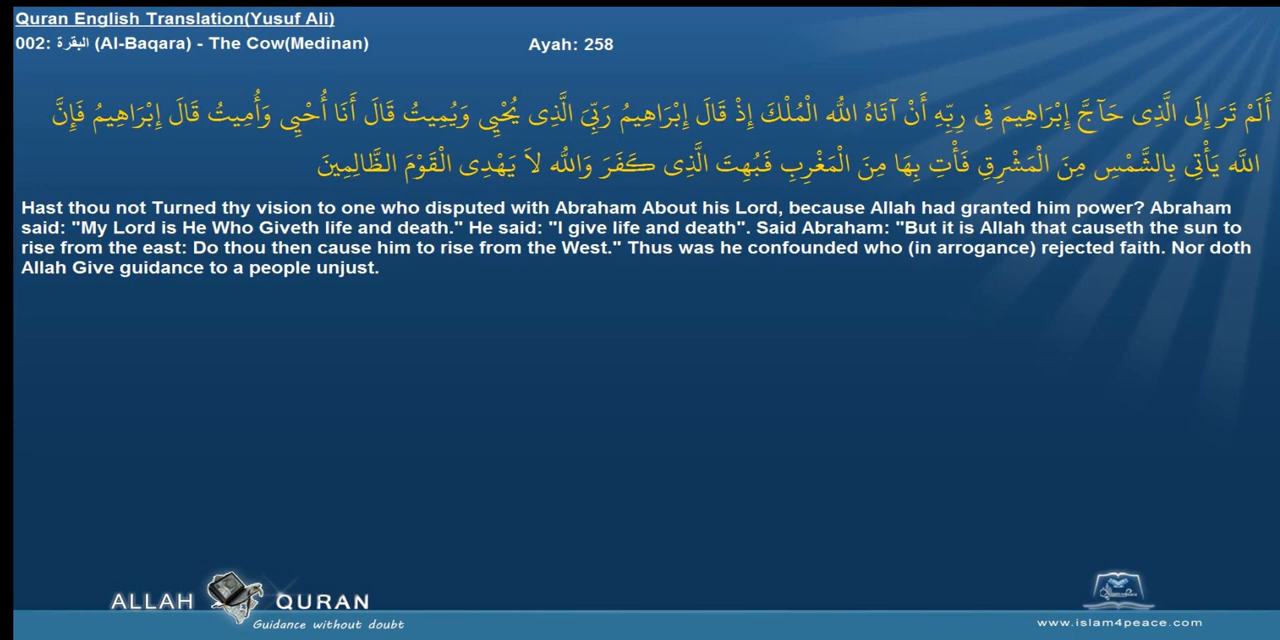 Quran English Translation(Yusuf Ali)
002: البقرة (Al-Baqara) - The Cow(Medinan)
Ayah: 258
أَلَمْ تَرَ إِلَى الَّذِى حَآجَّ إِبْرَاهِيمَ فِى رِبِّهِ أَنْ آتَاهُ اللّهُ الْمُلْكَ إِذْ قَالَ إِبْرَاهِيمُ رَبِّىَ الَّذِى يُحْيِى وَيُمِيتُ قَالَ أَنَا أُحْيِى وَأُمِيتُ قَالَ إِبْرَاهِيمُ فَإِنَّ
اللّهَ يَأْتِى بِالشَّمْسِ مِنَ الْمَشْرِقِ فَأْتِ بِهَا مِنَ الْمَغْرِبِ فَبُهِتَ الَّذِى كَفَرَ وَاللّهُ لاَ يَهْدِى الْقَوْمَ الظَّالِمِينَ
Hast thou not Turned thy vision to one who disputed with Abraham About his Lord, because Allah had granted him power? Abraham
said: "My Lord is He Who Giveth life and death." He said: "I give life and death". Said Abraham: "But it is Allah that causeth the sun to
rise from the east: Do thou then cause him to rise from the West." Thus was he confounded who (in arrogance) rejected faith. Nor doth
Allah Give guidance to a people unjust.
ALLAH QURAN
Guidance without doubt
www.islam4peace.com